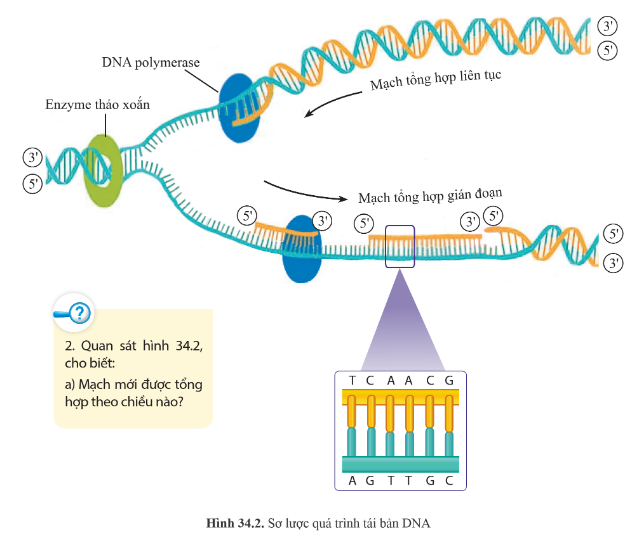 3'
5'
DNA polymerase
Mạch tổng hợp liên tục
Enzyme tháo xoắn
3'
5'
Mạch tổng hợp gián đoạn
5'
3'
5'
3'
5'
5'
3'
?
2. Quan sát hình 34.2,
cho biết:
a) Mạch mới được tổng
hợp theo chiều nào?
T C A A C G
A G T T G C
Hình 34.2. Sơ lược quá trình tái bản DNA